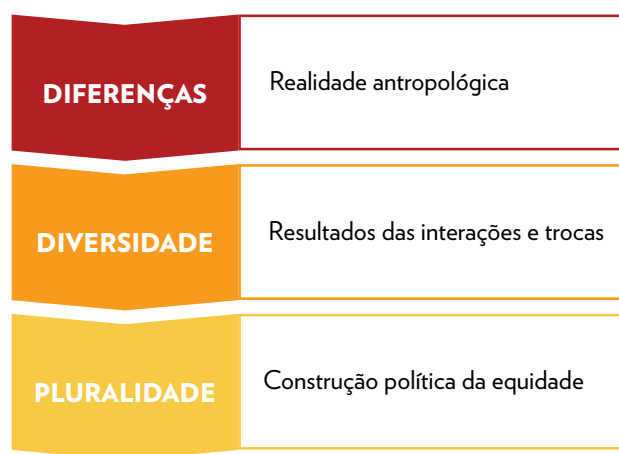 DIFERENÇAS
Realidade antropológica
DIVERSIDADE
Resultados das interações e trocas
PLURALIDADE
Construção política da equidade